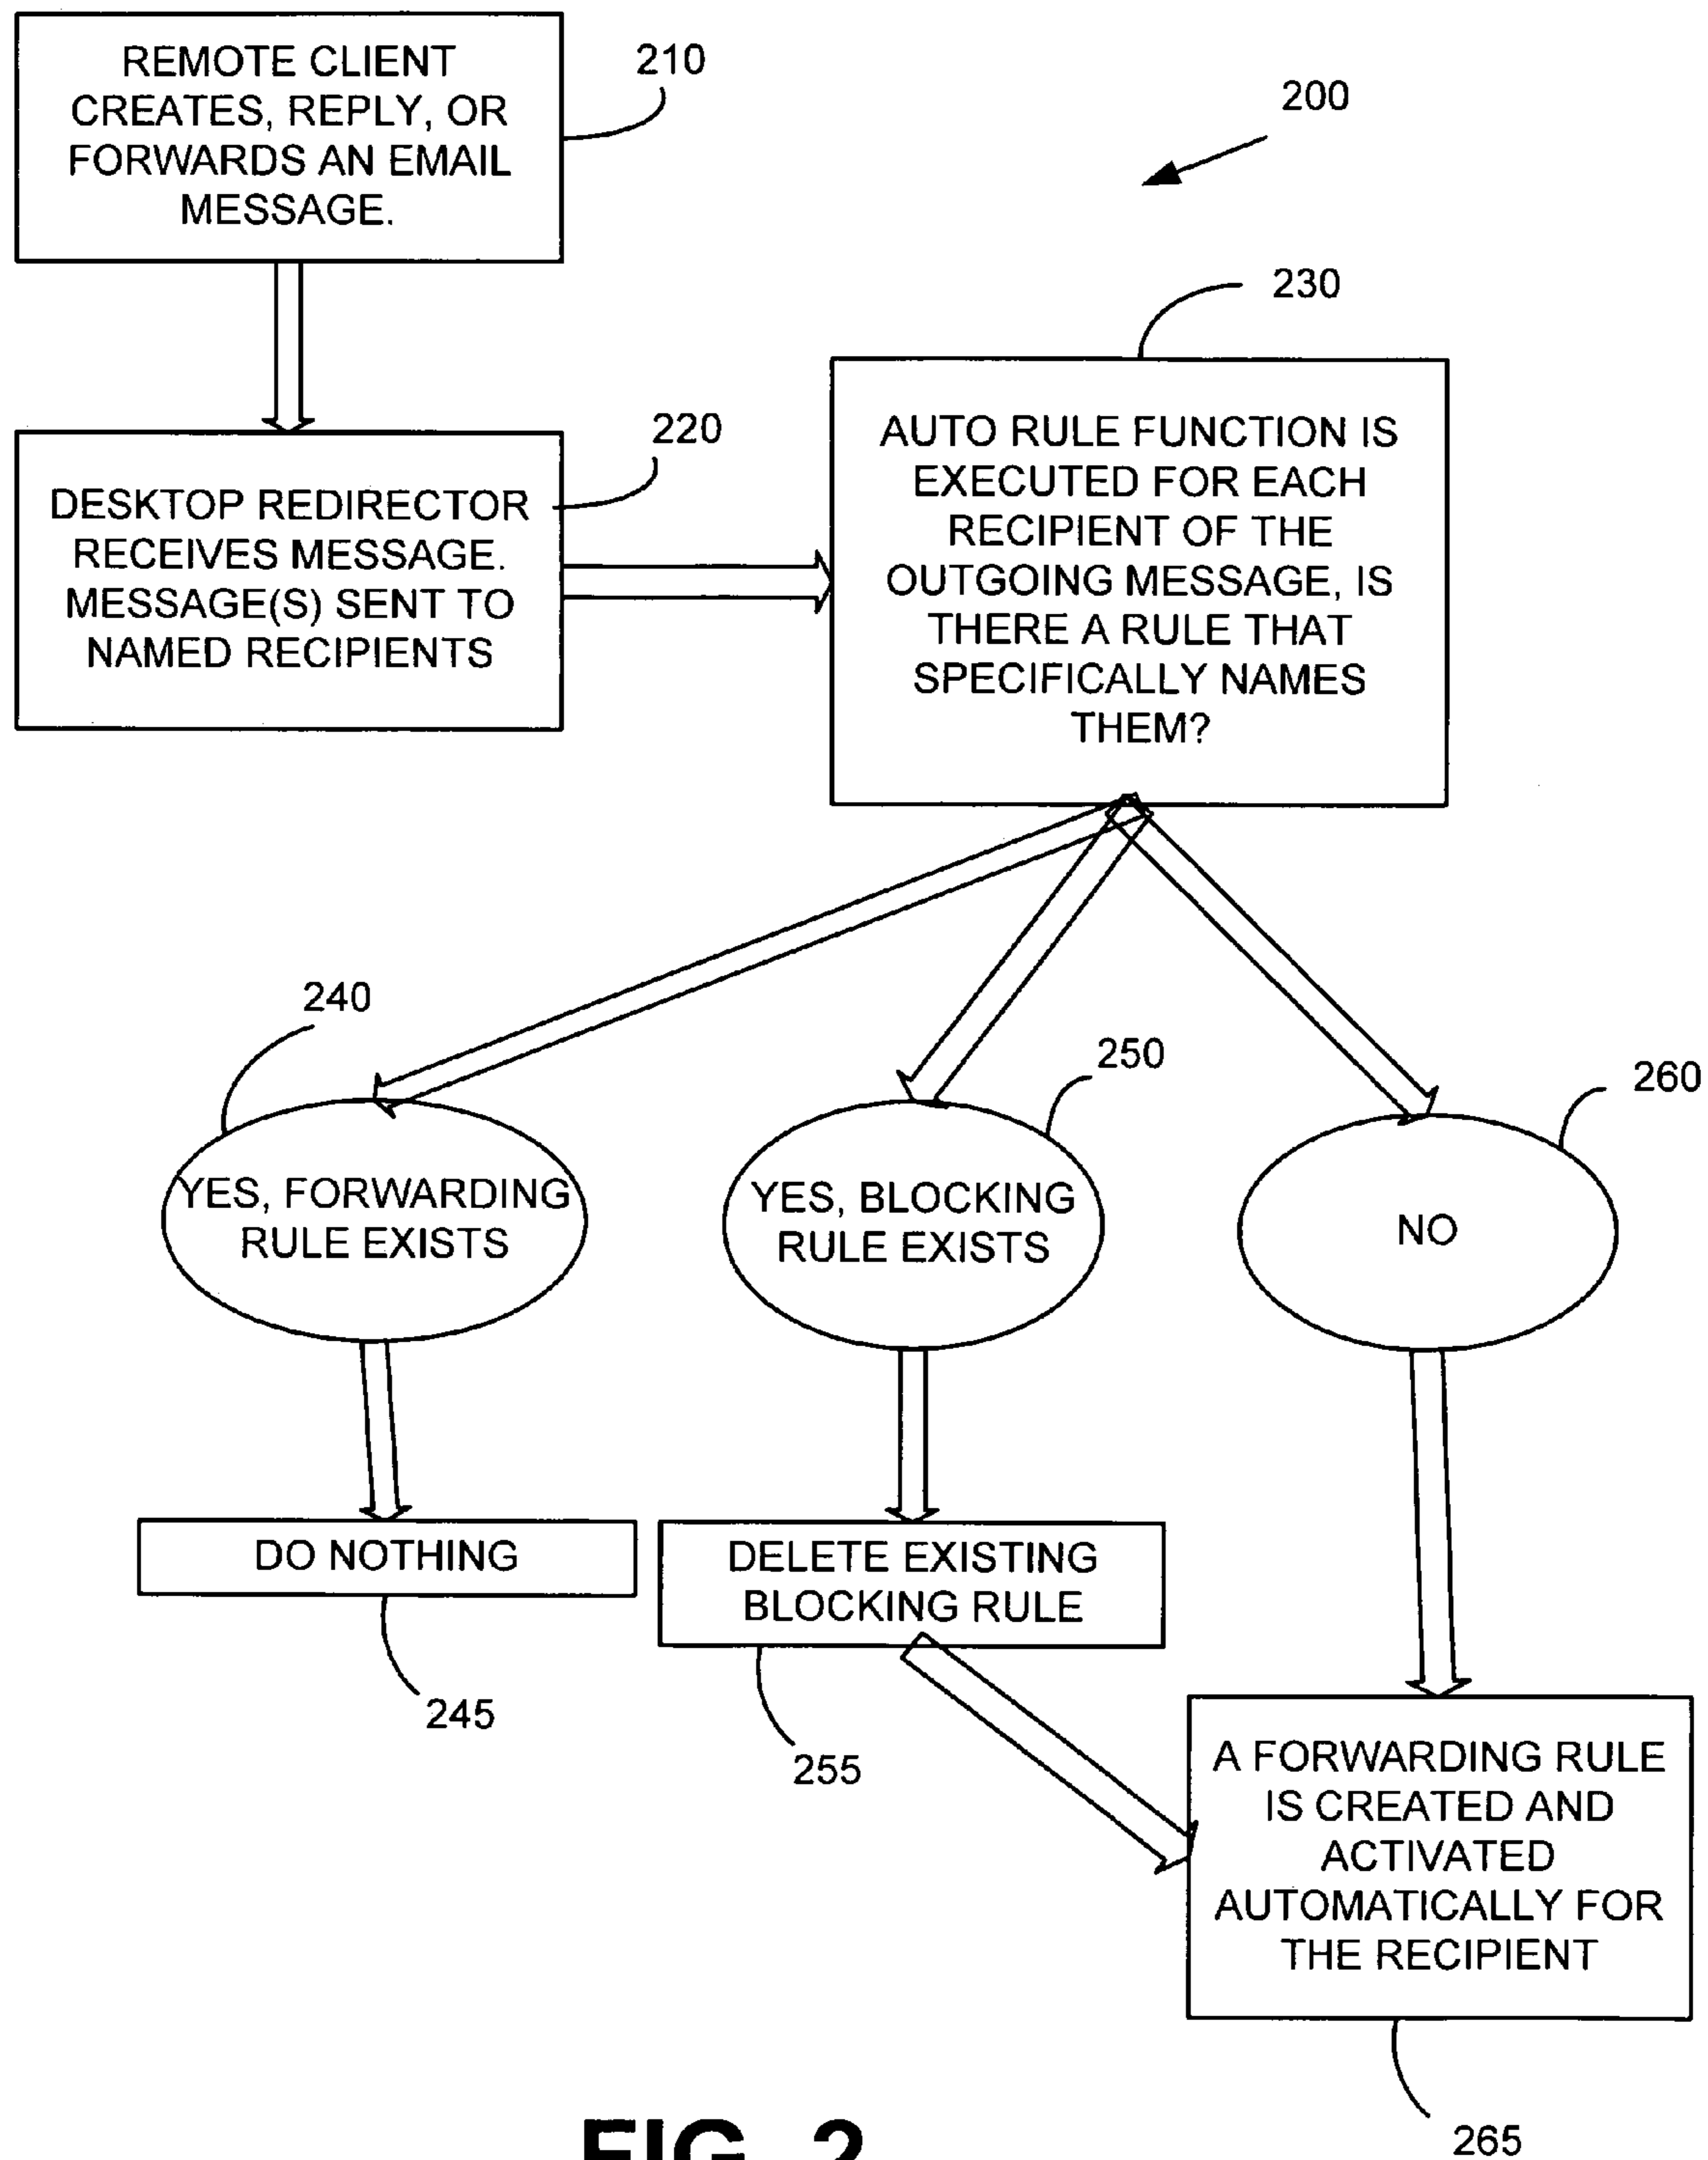 REMOTE CLIENT
CREATES, REPLY, OR
FORWARDS AN EMAIL
MESSAGE.
210
200
230
DESKTOP REDIRECTOR
RECEIVES MESSAGE.
MESSAGE(S) SENT TO
NAMED RECIPIENTS
220
AUTO RULE FUNCTION IS
EXECUTED FOR EACH
RECIPIENT OF THE
OUTGOING MESSAGE, IS
THERE A RULE THAT
SPECIFICALLY NAMES
THEM?
240
250
260
YES, FORWARDING
RULE EXISTS
YES, BLOCKING
RULE EXISTS
NO
DO NOTHING
DELETE EXISTING
BLOCKING RULE
245
255
A FORWARDING RULE
IS CREATED AND
ACTIVATED
AUTOMATICALLY FOR
THE RECIPIENT
265
FIG. 2